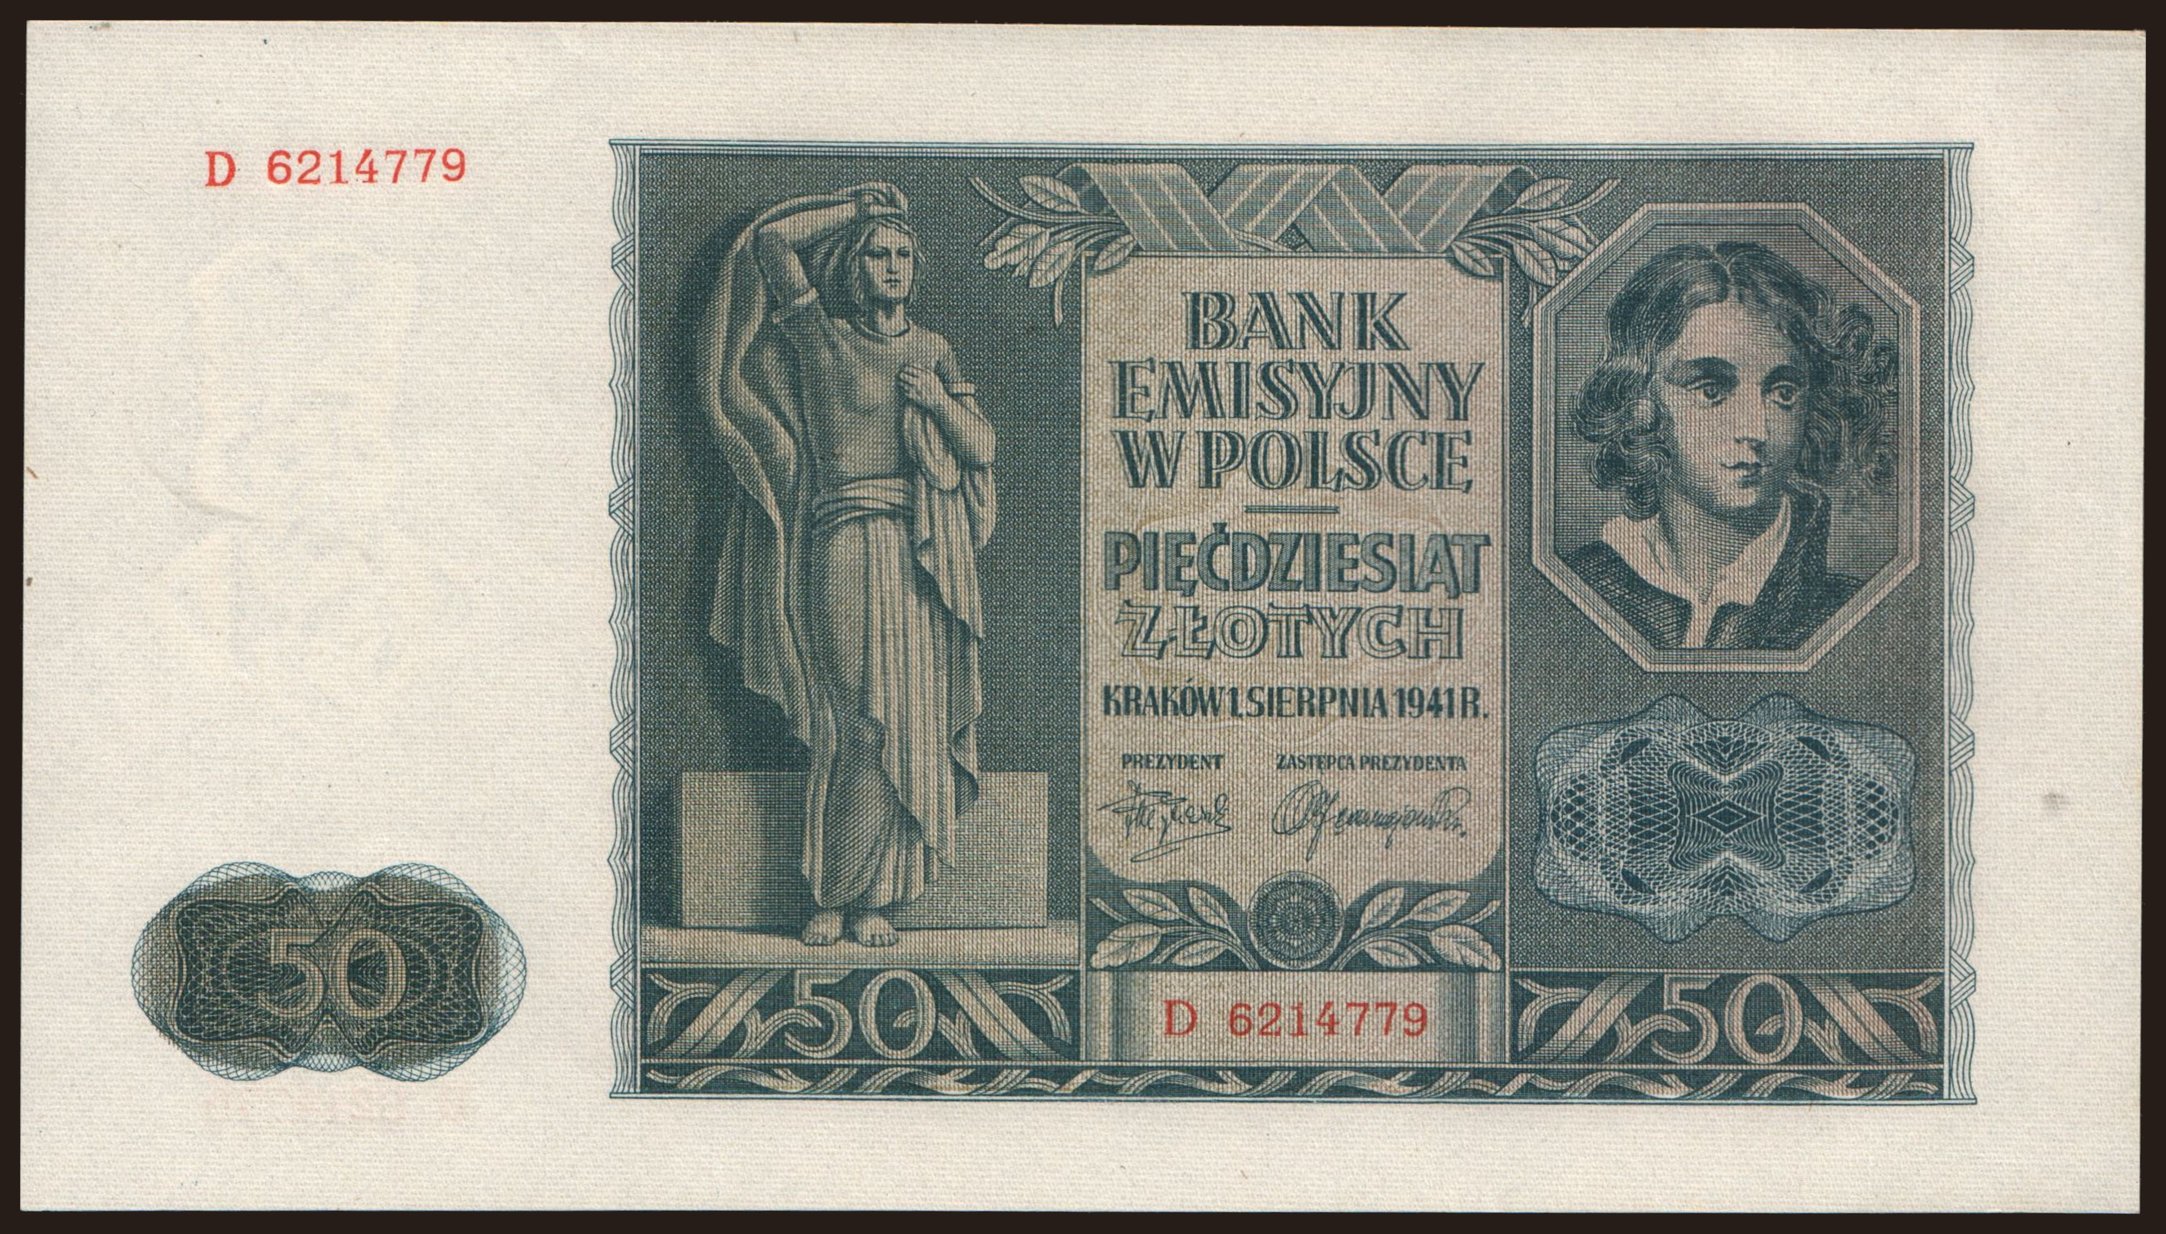 D 6214779
BANK
EMISYJNY
W POLSCE
PIĘĆDZIESIĄT
ZŁOTYCH
KRAKÓW 1. SIERPNIA 1941 R.
PREZYDENT ZASTĘPCA PREZYDENTA
50
50
50
D 6214779